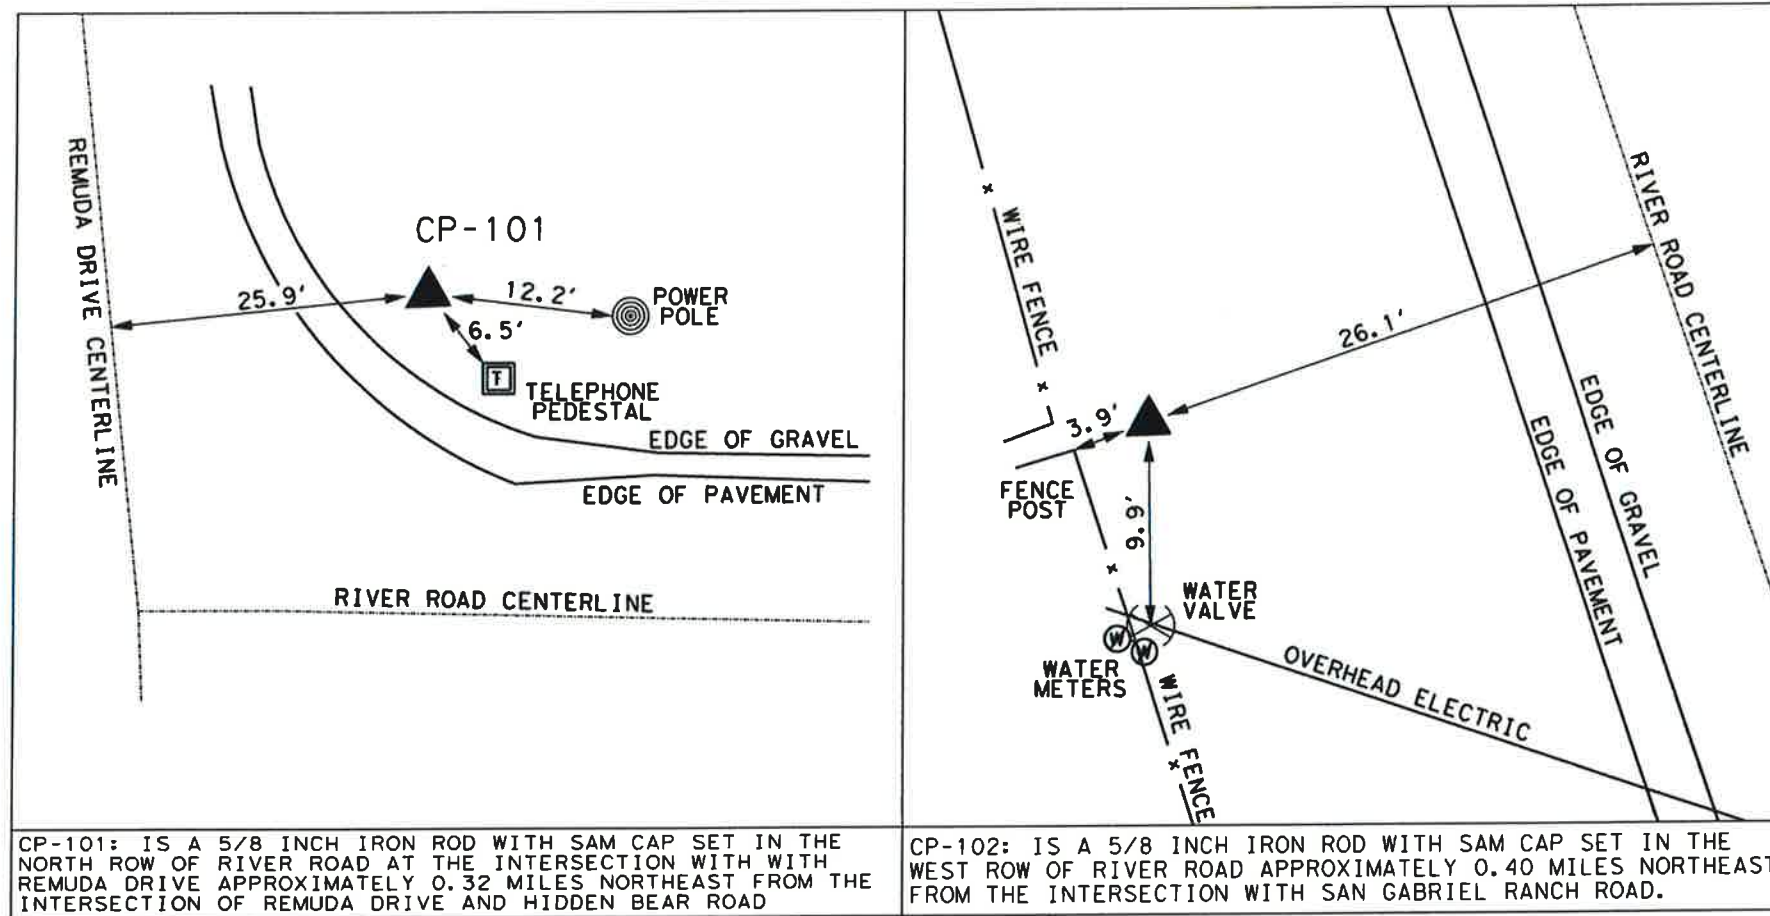 REMUDA DRIVE CENTERLINE
CP-101
25.9'
12.2'
POWER
POLE
6.5'
T
TELEPHONE
PEDESTAL
EDGE OF GRAVEL
EDGE OF PAVEMENT
RIVER ROAD CENTERLINE
CP-101: IS A 5/8 INCH IRON ROD WITH SAM CAP SET IN THE
NORTH ROW OF RIVER ROAD AT THE INTERSECTION WITH WITH
REMUDA DRIVE APPROXIMATELY 0.32 MILES NORTHEAST FROM THE
INTERSECTION OF REMUDA DRIVE AND HIDDEN BEAR ROAD
WIRE FENCE
RIVER ROAD CENTERLINE
26.1'
3.9'
FENCE
POST
9.6'
EDGE OF GRAVEL
EDGE OF PAVEMENT
WATER
VALVE
W
W
WATER
METERS
WIRE FENCE
OVERHEAD ELECTRIC
CP-102: IS A 5/8 INCH IRON ROD WITH SAM CAP SET IN THE
WEST ROW OF RIVER ROAD APPROXIMATELY 0.40 MILES NORTHEAST
FROM THE INTERSECTION WITH SAN GABRIEL RANCH ROAD.